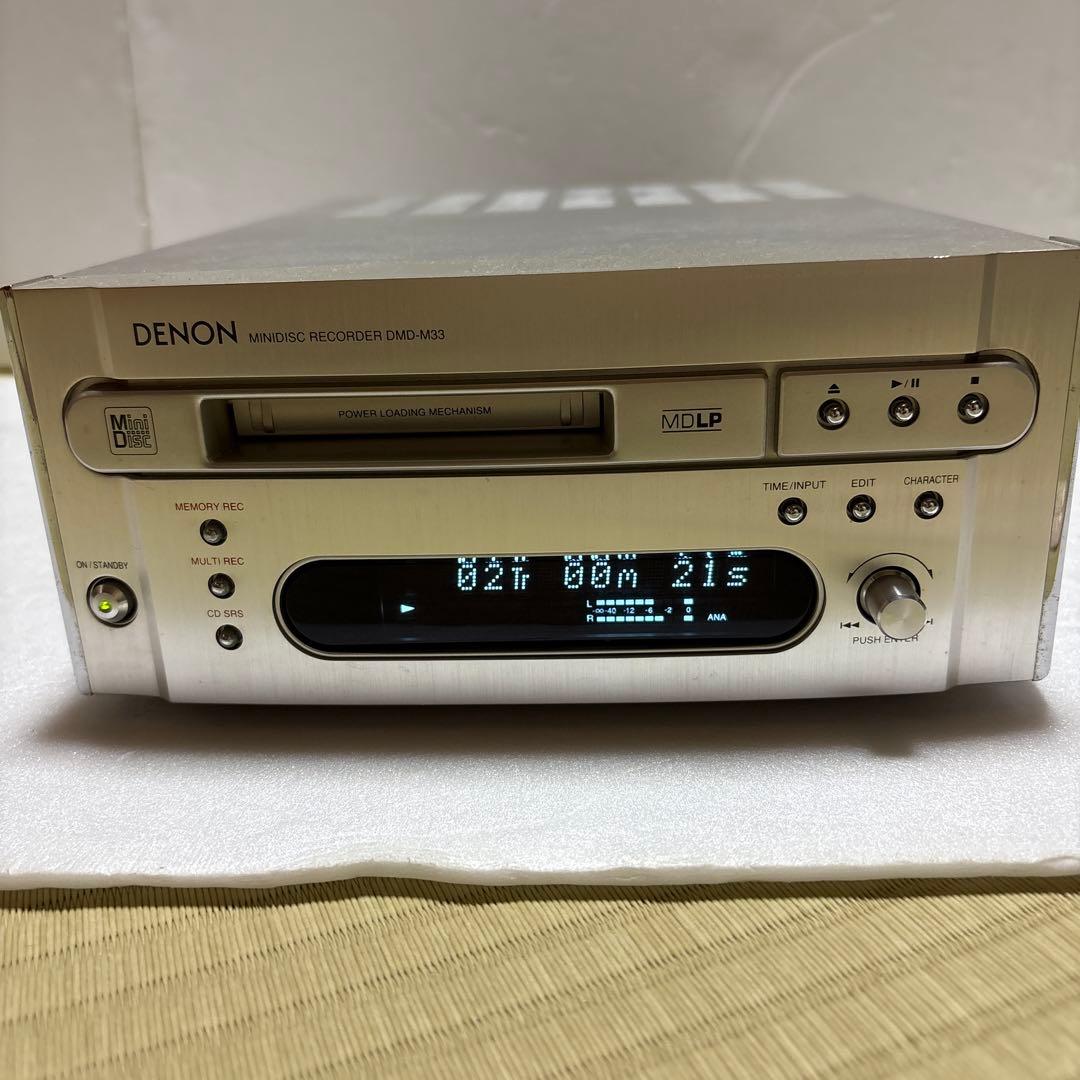 DENON MINIDISC RECORDER DMD-M33
Mini Disc
POWER LOADING MECHANISM
MDLP
TIME/INPUT EDIT CHARACTER
MEMORY REC
MULTI REC
ON/STANDBY
CD SRS
02Tr 00m 21s
L
-∞-40 -12 -6 -2 0
R
ANA
PUSH ENTER